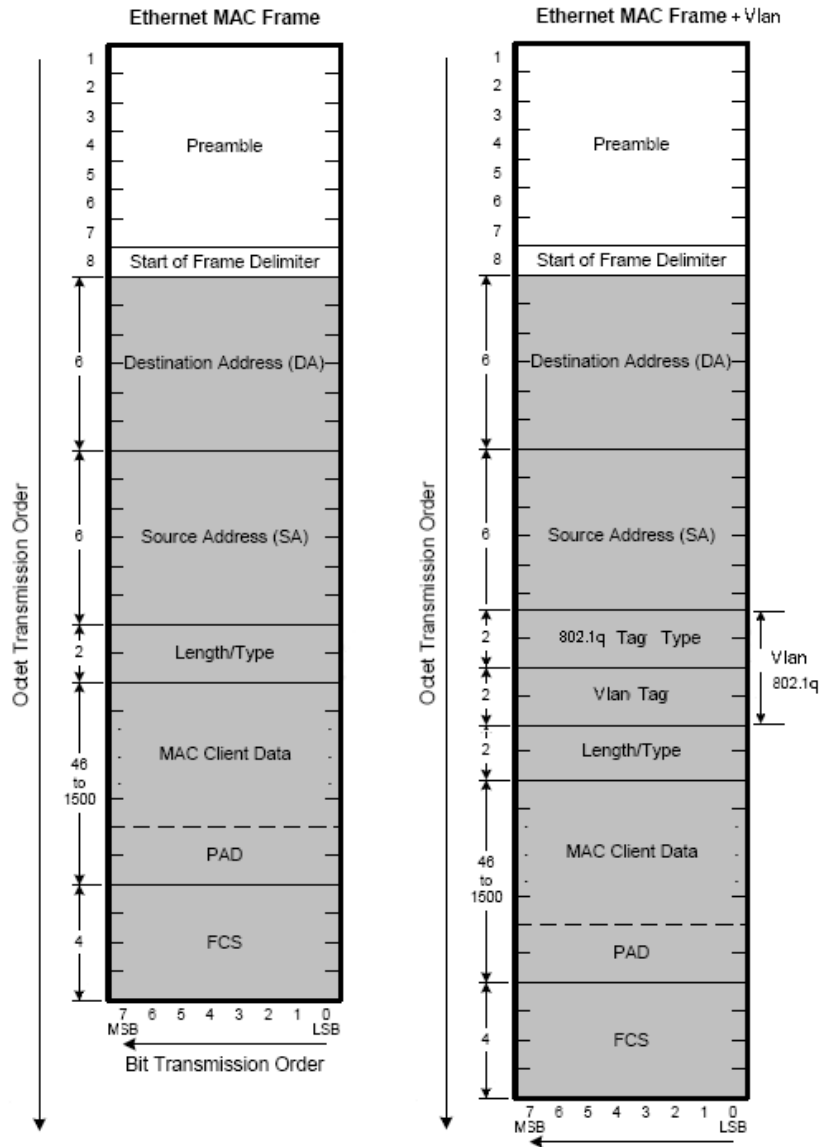 Ethernet MAC Frame
1
2
3
4
5
6
7
8
Preamble
Start of Frame Delimiter
6
Destination Address (DA)
6
Source Address (SA)
2
Length/Type
46
to
1500
MAC Client Data
PAD
4
FCS
7 6 5 4 3 2 1 0
MSB LSB
Bit Transmission Order
Octet Transmission Order
Ethernet MAC Frame + Vlan
1
2
3
4
5
6
7
8
Preamble
Start of Frame Delimiter
6
Destination Address (DA)
6
Source Address (SA)
2
802.1q Tag Type
2
Vlan Tag
Vlan
802.1q
2
Length/Type
46
to
1500
MAC Client Data
PAD
4
FCS
7 6 5 4 3 2 1 0
MSB LSB
Octet Transmission Order